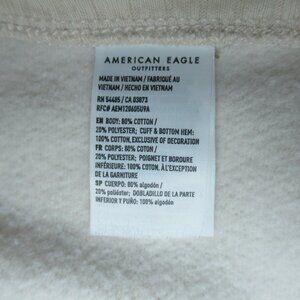 AMERICAN EAGLE
OUTFITTERS
MADE IN VIETNAM / FABRIQUÉ AU
VIETNAM / HECHO EN VIETNAM
RN 54485 / CA 03873
RFC# AEM120605U9A
EN BODY: 80% COTTON /
20% POLYESTER; CUFF & BOTTOM HEM:
100% COTTON, EXCLUSIVE OF DECORATION
FR CORPS: 80% COTON /
20% POLYESTER; POIGNET ET BORDURE
INFÉRIEURE: 100% COTON, À L'EXCEPTION
DE LA GARNITURE
SP CUERPO: 80% algodón /
20% poliéster; DOBLADILLO DE LA PARTE
INFERIOR Y PUÑO: 100% algodón